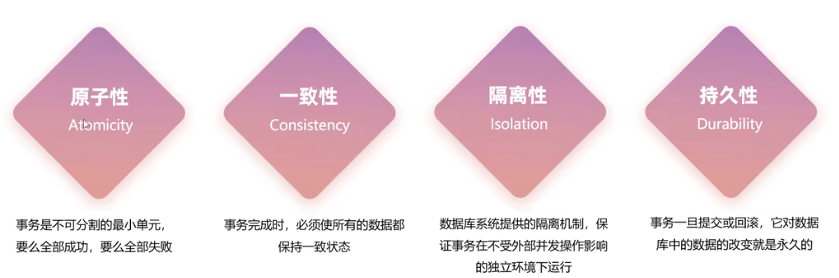 原子性
Atomicity
事务是不可分割的最小单元，
要么全部成功，要么全部失败
一致性
Consistency
事务完成时，必须使所有的数据都
保持一致状态
隔离性
Isolation
数据库系统提供的隔离机制，保
证事务在不受外部并发操作影响
的独立环境下运行
持久性
Durability
事务一旦提交或回滚，它对数据
库中的数据的改变就是永久的